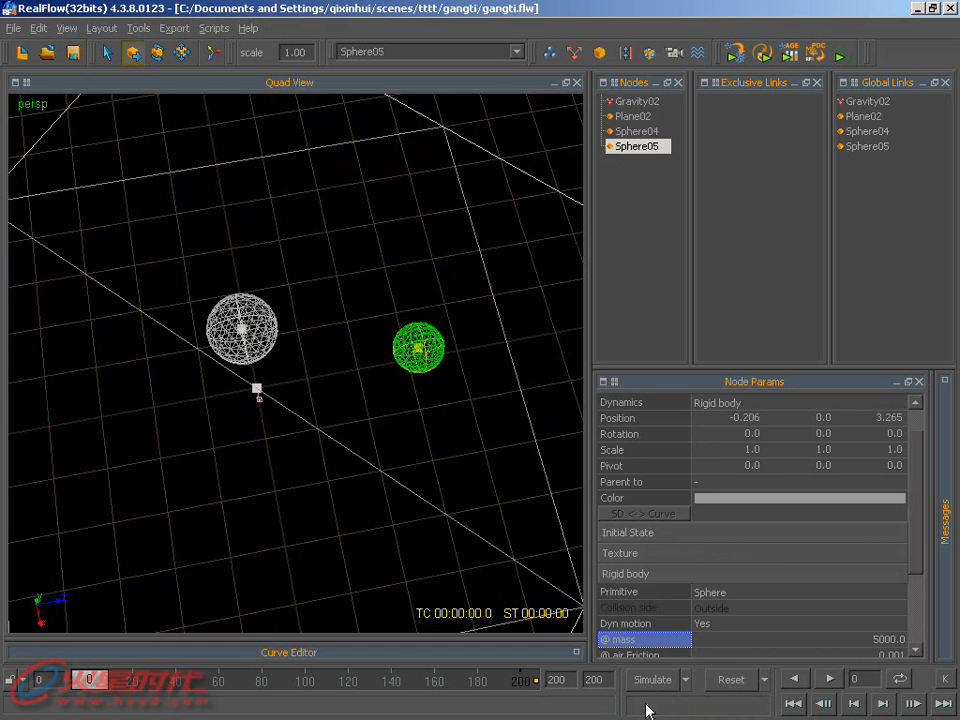 RealFlow(32bits) 4.3.8.0123 - [C:/Documents and Settings/qixinhui/scenes/tttt/gangti/gangti.flw]
File Edit View Layout Tools Export Scripts Help
scale 1.00 Sphere05
Quad View
persp
TC 00:00:00 0 ST 00:00:00
Curve Editor
Nodes
Gravity02
Plane02
Sphere04
Sphere05
Exclusive Links
Global Links
Gravity02
Plane02
Sphere04
Sphere05
Node Params
Dynamics Rigid body
Position -0.206 0.0 3.265
Rotation 0.0 0.0 0.0
Scale 1.0 1.0 1.0
Pivot 0.0 0.0 0.0
Parent to -
Color
SD <-> Curve
Initial State
Texture
Rigid body
Primitive Sphere
Collision side Outside
Dyn motion Yes
@ mass 5000.0
@ air Friction 0.001
Messages
0 0 20 40 60 80 100 120 140 160 180 200 200 200
Simulate Reset 0 K
火星时代